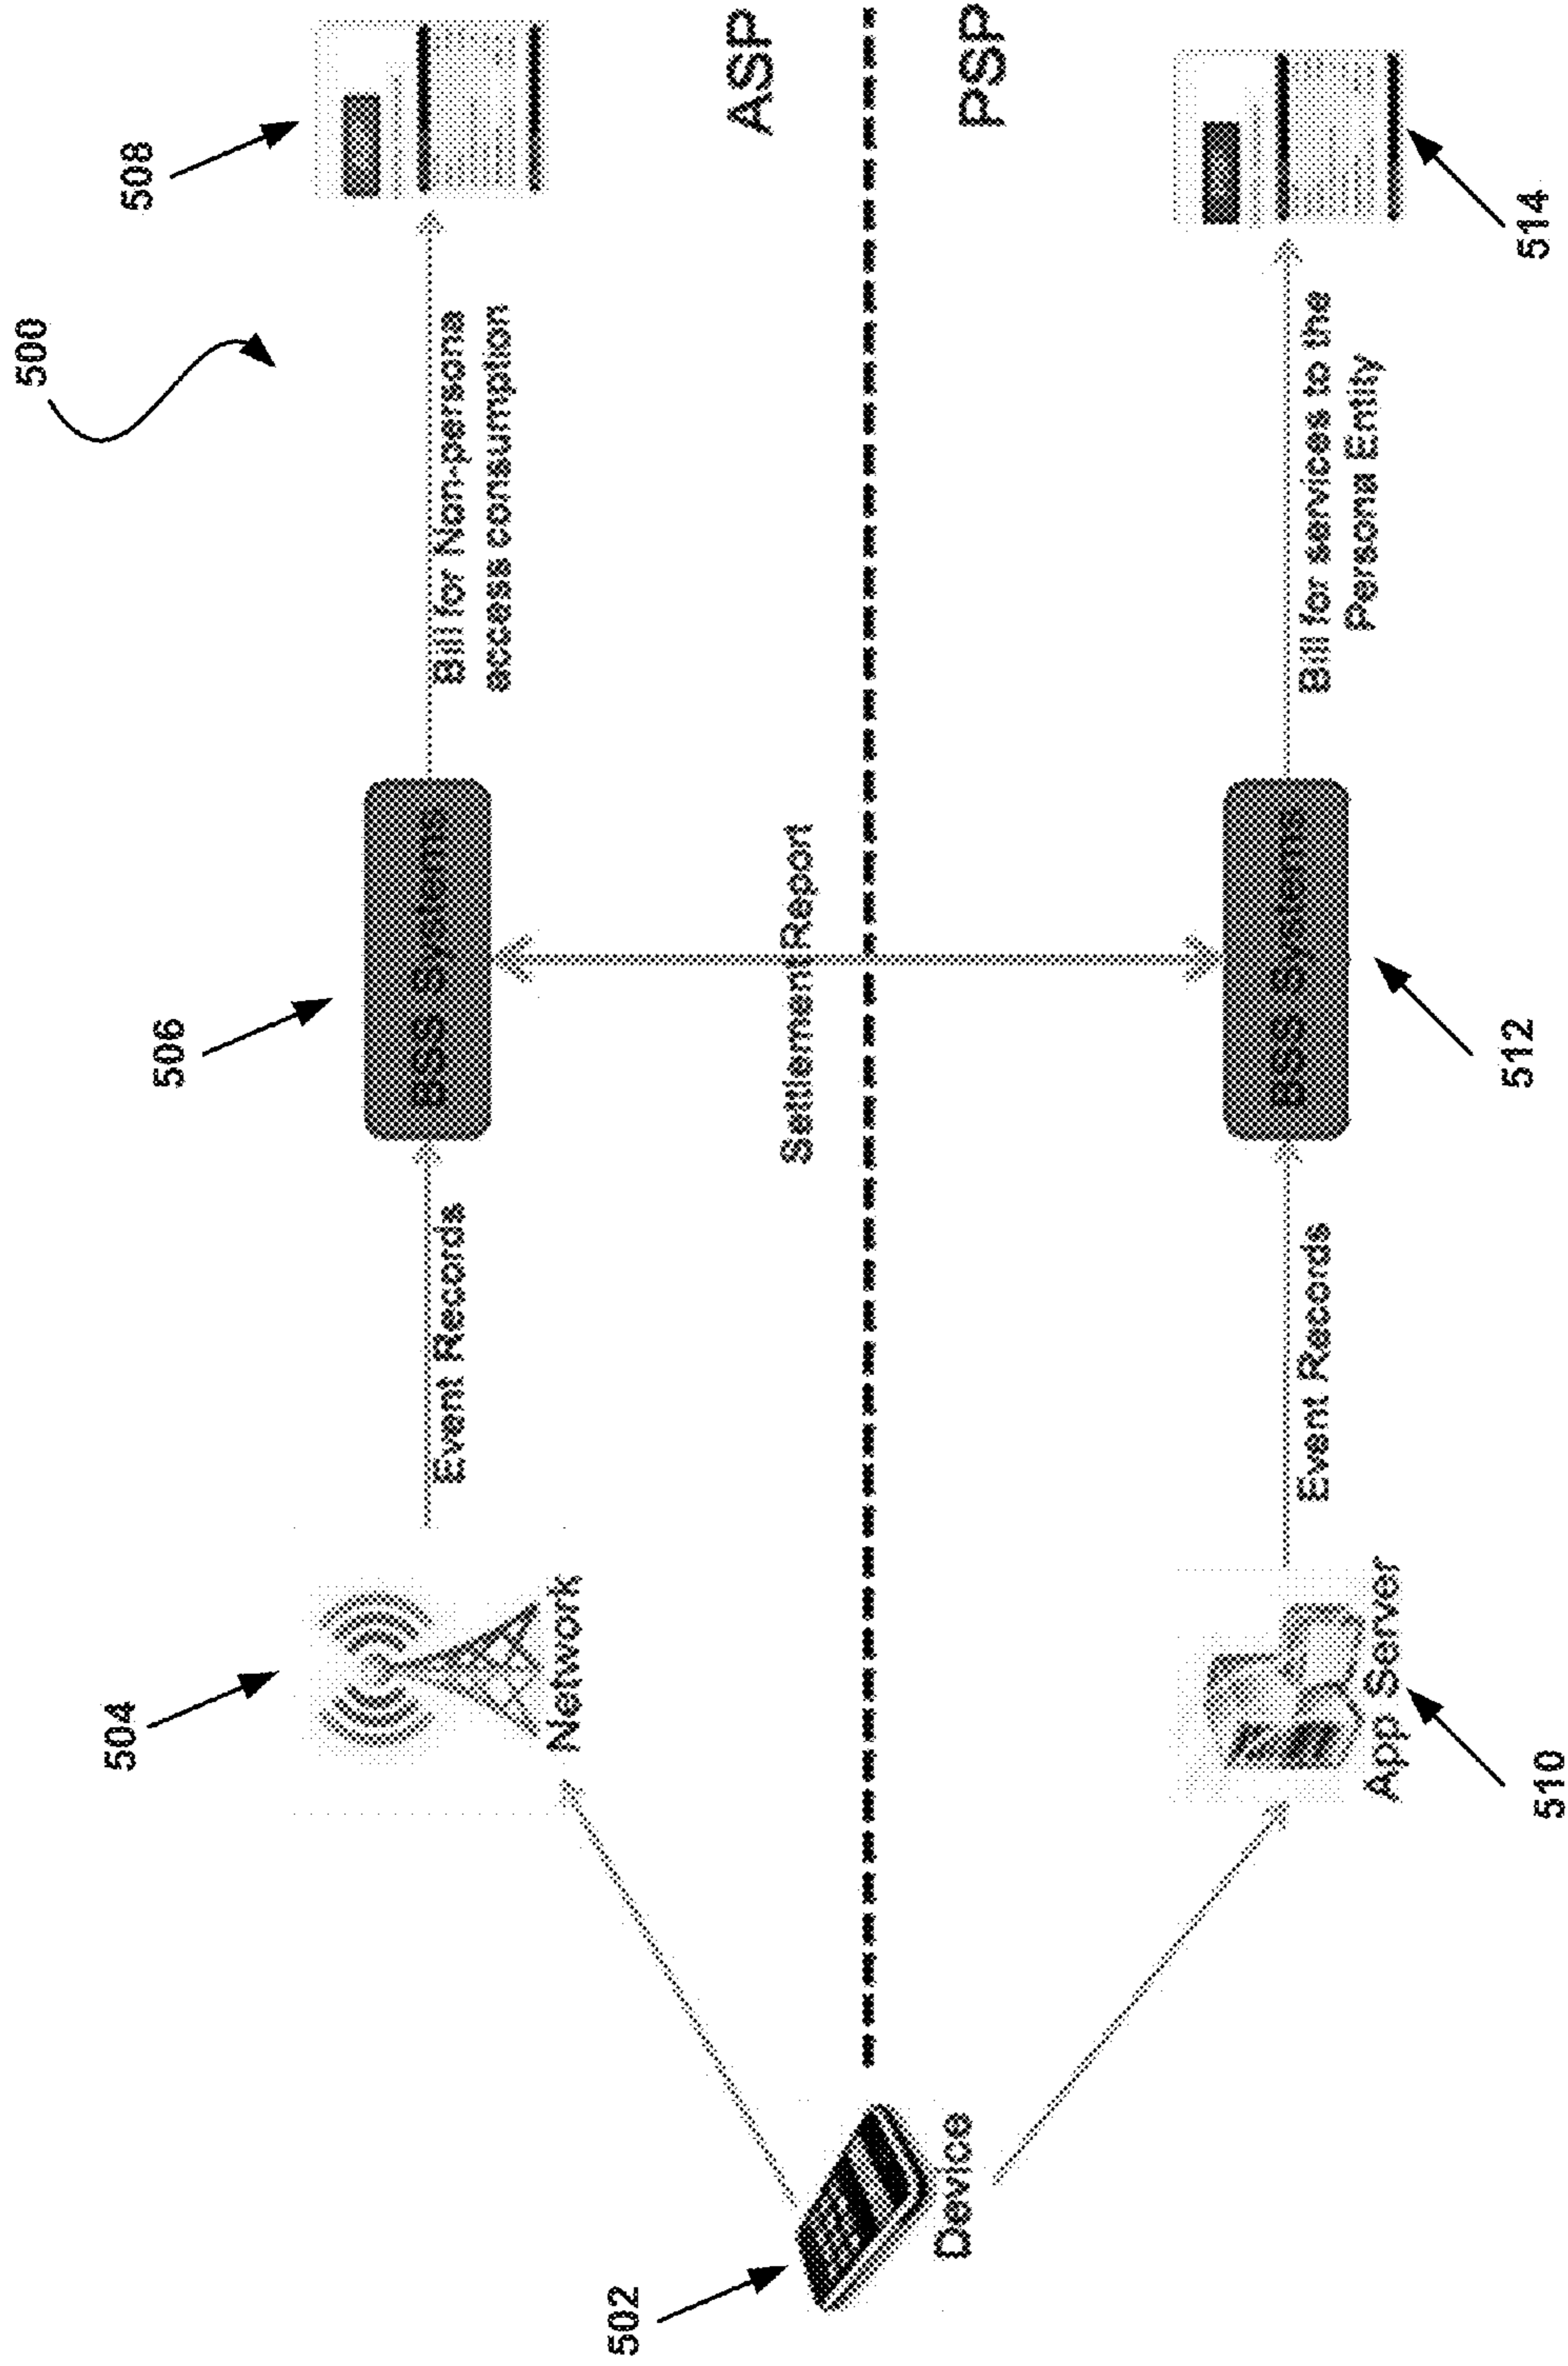 500
504
508
506
BSS Systems
Event Records
Bill for Non-persona
access consumption
Network
502
ASP
Settlement Report
Device
PSP
BSS Systems
Event Records
Bill for services to the
Persona Entity
App Server
510
512
514